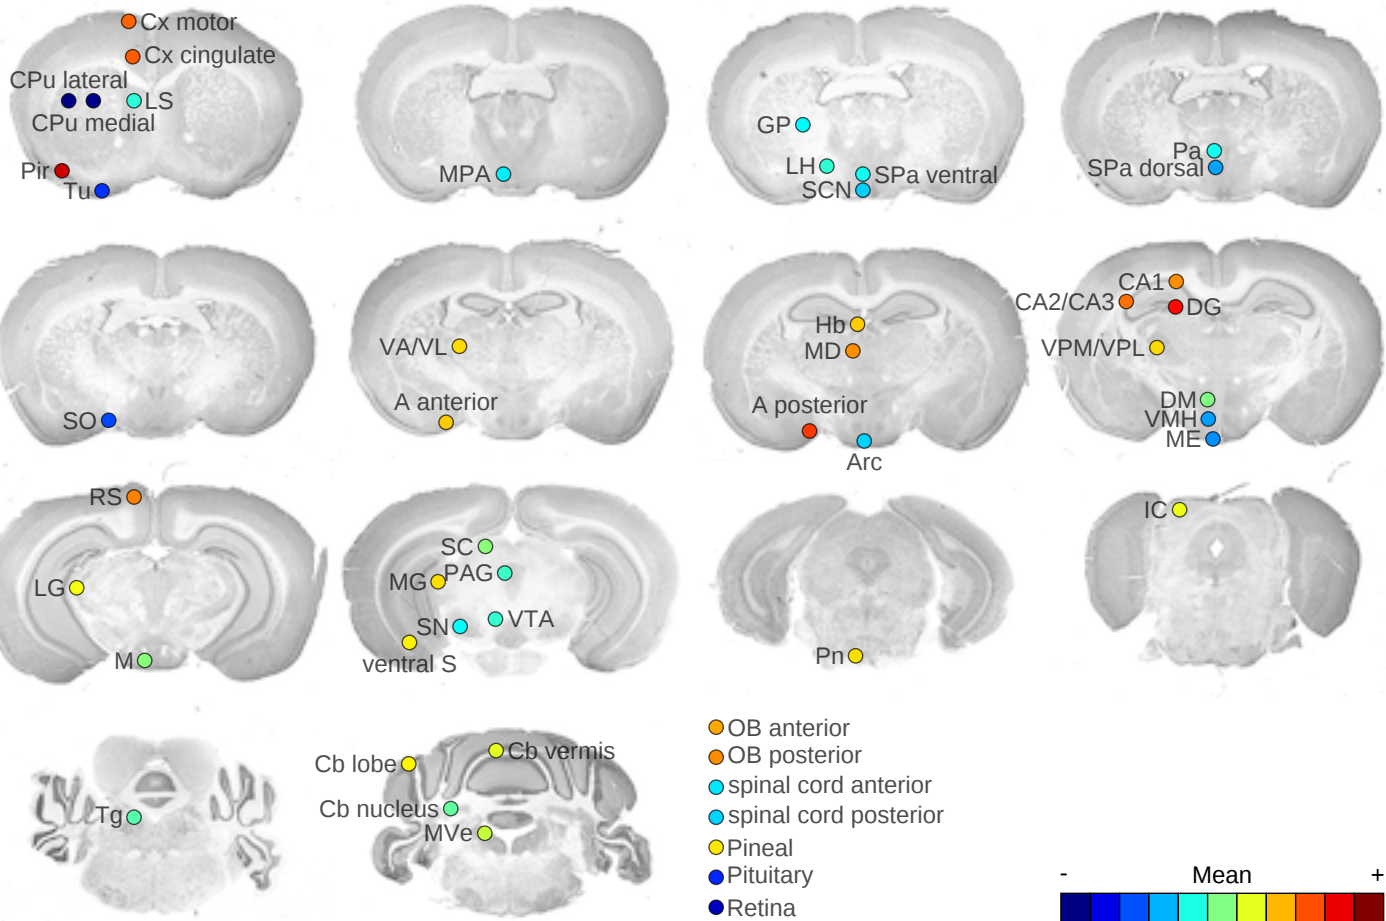 Cx motor
Cx cingulate
CPu lateral
LS
CPu medial
Pir
Tu
MPA
GP
LH
SPa ventral
SCN
Pa
SPa dorsal
SO
VA/VL
A anterior
Hb
MD
A posterior
Arc
CA1
CA2/CA3
DG
VPM/VPL
DM
VMH
ME
RS
LG
M
SC
MG
PAG
SN
VTA
ventral S
Pn
IC
Tg
Cb lobe
Cb vermis
Cb nucleus
MVe
OB anterior
OB posterior
spinal cord anterior
spinal cord posterior
Pineal
Pituitary
Retina
- Mean +